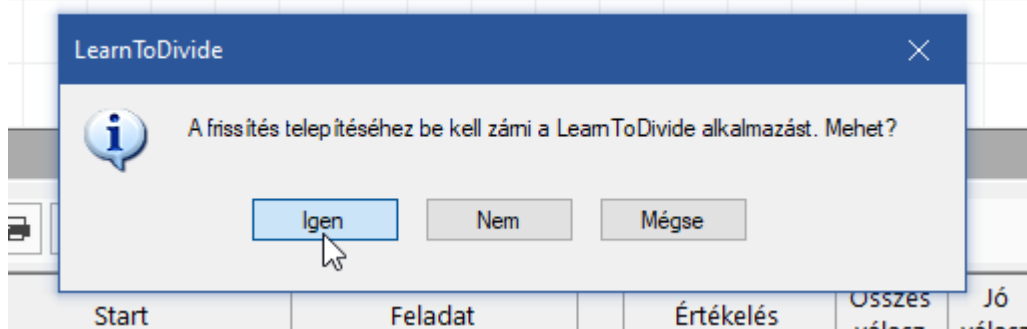 LearnToDivide
A frissítés telepítéséhez be kell zárni a LearnToDivide alkalmazást. Mehet?
Igen Nem Mégse
Start Feladat Értékelés Összes Jó